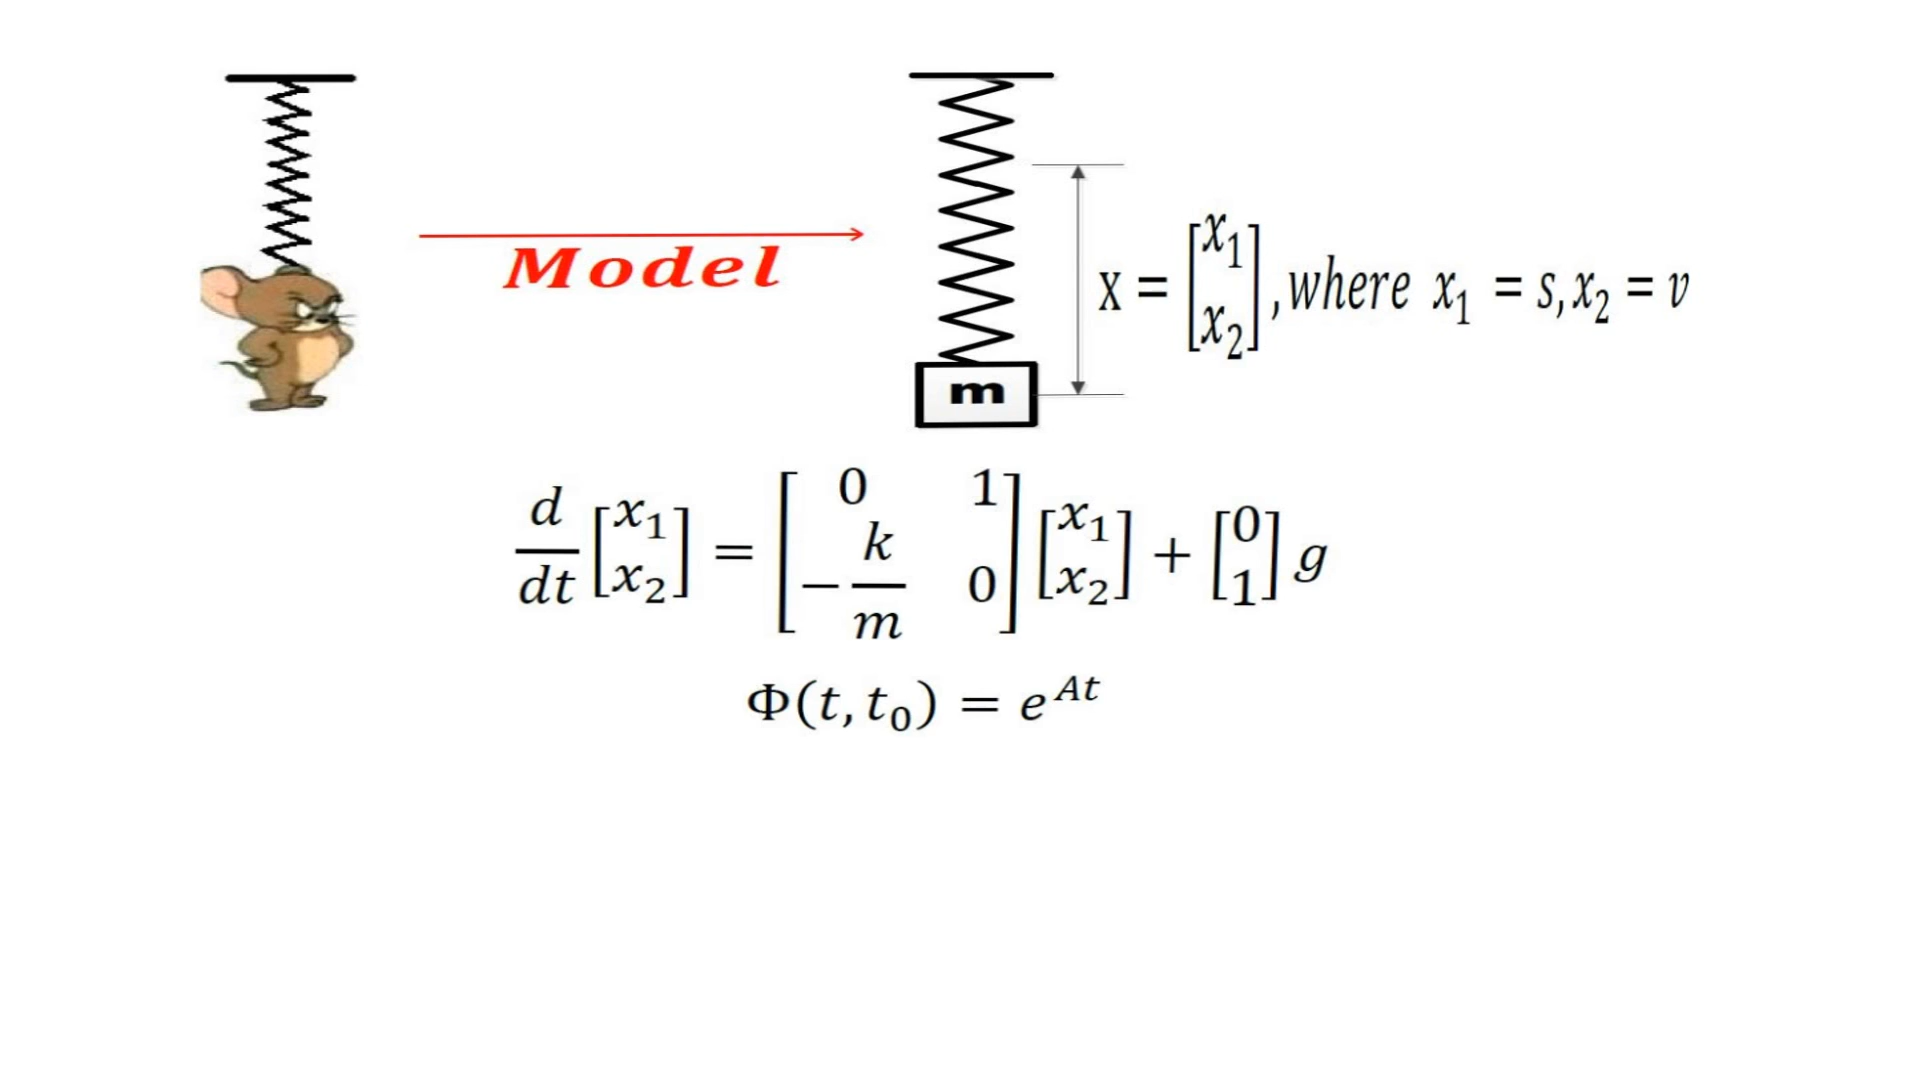 Model
m
x = [x₁ x₂], where x₁ = s, x₂ = v
d/dt [x₁ x₂] = [0 1 −k/m 0] [x₁ x₂] + [0 1] g
Φ(t, t₀) = e^At